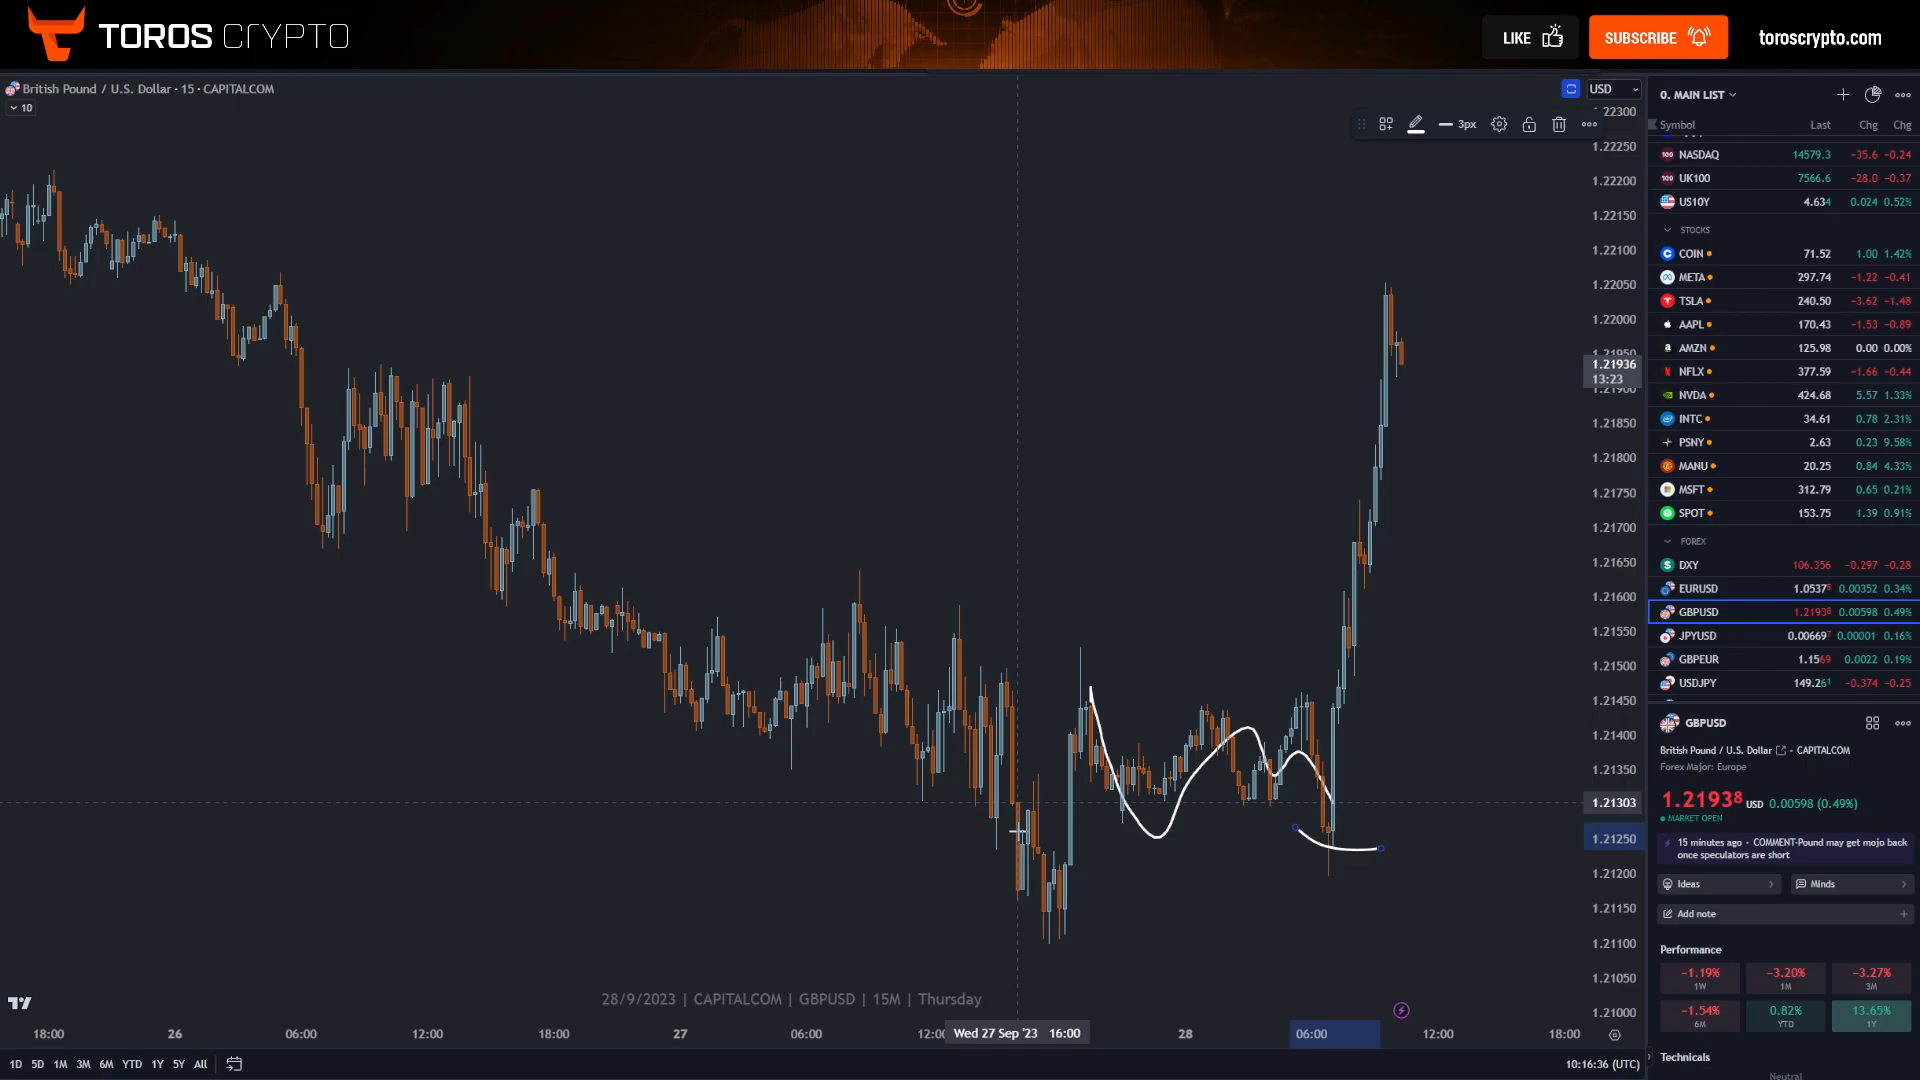 TOROS CRYPTO
LIKE
SUBSCRIBE
toroscrypto.com
British Pound / U.S. Dollar · 15 · CAPITALCOM
10
USD
3px
1.22300
1.22250
1.22200
1.22150
1.22100
1.22050
1.22000
1.21950
1.21936
13:23
1.21900
1.21850
1.21800
1.21750
1.21700
1.21650
1.21600
1.21550
1.21500
1.21450
1.21400
1.21350
1.21303
1.21250
1.21200
1.21150
1.21100
1.21050
1.21000
28/9/2023 | CAPITALCOM | GBPUSD | 15M | Thursday
18:00 26 06:00 12:00 18:00 27 06:00 12:0 Wed 27 Sep '23 16:00 28 06:00 12:00 18:00
1D 5D 1M 3M 6M YTD 1Y 5Y All
10:16:36 (UTC)
0. MAIN LIST
Symbol Last Chg Chg
NASDAQ 14579.3 −35.6 −0.24
UK100 7566.6 −28.0 −0.37
US10Y 4.634 0.024 0.52%
STOCKS
COIN 71.52 1.00 1.42%
META 297.74 −1.22 −0.41
TSLA 240.50 −3.62 −1.48
AAPL 170.43 −1.53 −0.89
AMZN 125.98 0.00 0.00%
NFLX 377.59 −1.66 −0.44
NVDA 424.68 5.57 1.33%
INTC 34.61 0.78 2.31%
PSNY 2.63 0.23 9.58%
MANU 20.25 0.84 4.33%
MSFT 312.79 0.65 0.21%
SPOT 153.75 1.39 0.91%
FOREX
DXY 106.356 −0.297 −0.28
EURUSD 1.0537⁵ 0.00352 0.34%
GBPUSD 1.2193⁸ 0.00598 0.49%
JPYUSD 0.00669⁷ 0.00001 0.16%
GBPEUR 1.1569 0.0022 0.19%
USDJPY 149.26¹ −0.374 −0.25
GBPUSD
British Pound / U.S. Dollar • CAPITALCOM
Forex Major: Europe
1.2193⁸ USD 0.00598 (0.49%)
MARKET OPEN
15 minutes ago • COMMENT-Pound may get mojo back
once speculators are short
Ideas
Minds
Add note
Performance
−1.19% −3.20% −3.27%
1W 1M 3M
−1.54% 0.82% 13.65%
6M YTD 1Y
Technicals
Neutral